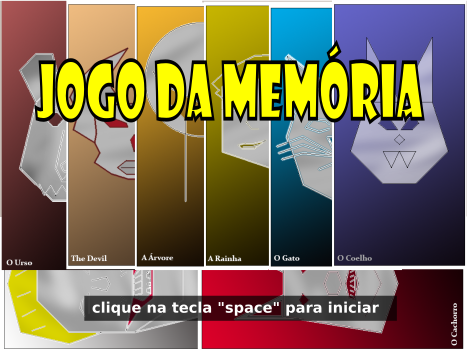 JOGO DA MEMÓRIA
O Urso
The Devil
A Árvore
A Rainha
O Gato
O Coelho
clique na tecla "space" para iniciar
O Cachorro